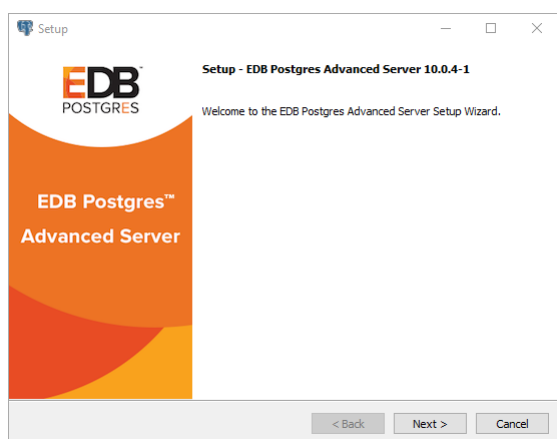 Setup
EDB™
POSTGRES
Setup - EDB Postgres Advanced Server 10.0.4-1
Welcome to the EDB Postgres Advanced Server Setup Wizard.
EDB Postgres™
Advanced Server
< Back
Next >
Cancel